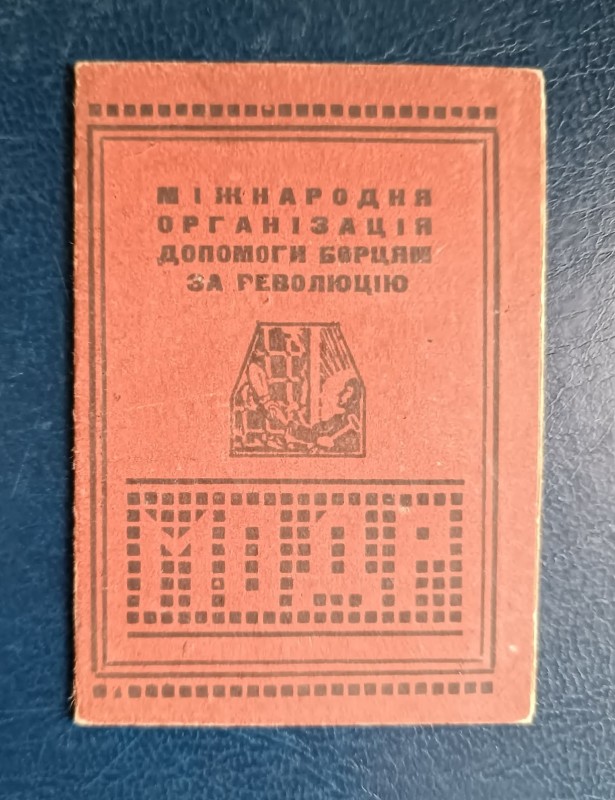 МІЖНАРОДНЯ
ОРГАНІЗАЦІЯ
ДОПОМОГИ БОРЦЯМ
ЗА РЕВОЛЮЦІЮ
МОДР